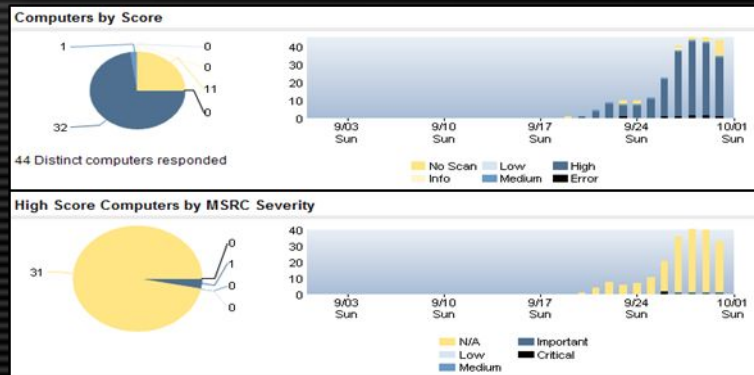 Computers by Score
1
0
0
11
0
32
44 Distinct computers responded
40
30
20
10
0
9/03 9/10 9/17 9/24 10/01
Sun Sun Sun Sun Sun
No Scan Low High
Info Medium Error
High Score Computers by MSRC Severity
31
0
1
0
0
40
30
20
10
0
9/03 9/10 9/17 9/24 10/01
Sun Sun Sun Sun Sun
N/A Important
Low Critical
Medium